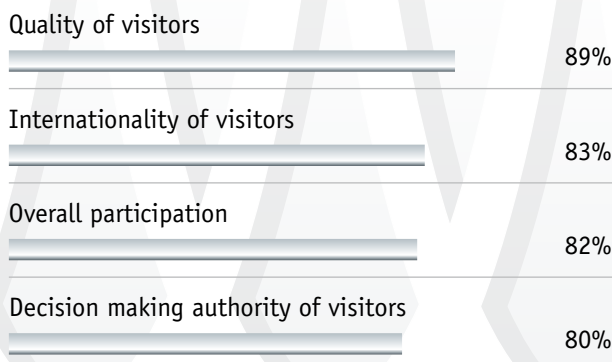 Quality of visitors
89%
Internationality of visitors
83%
Overall participation
82%
Decision making authority of visitors
80%